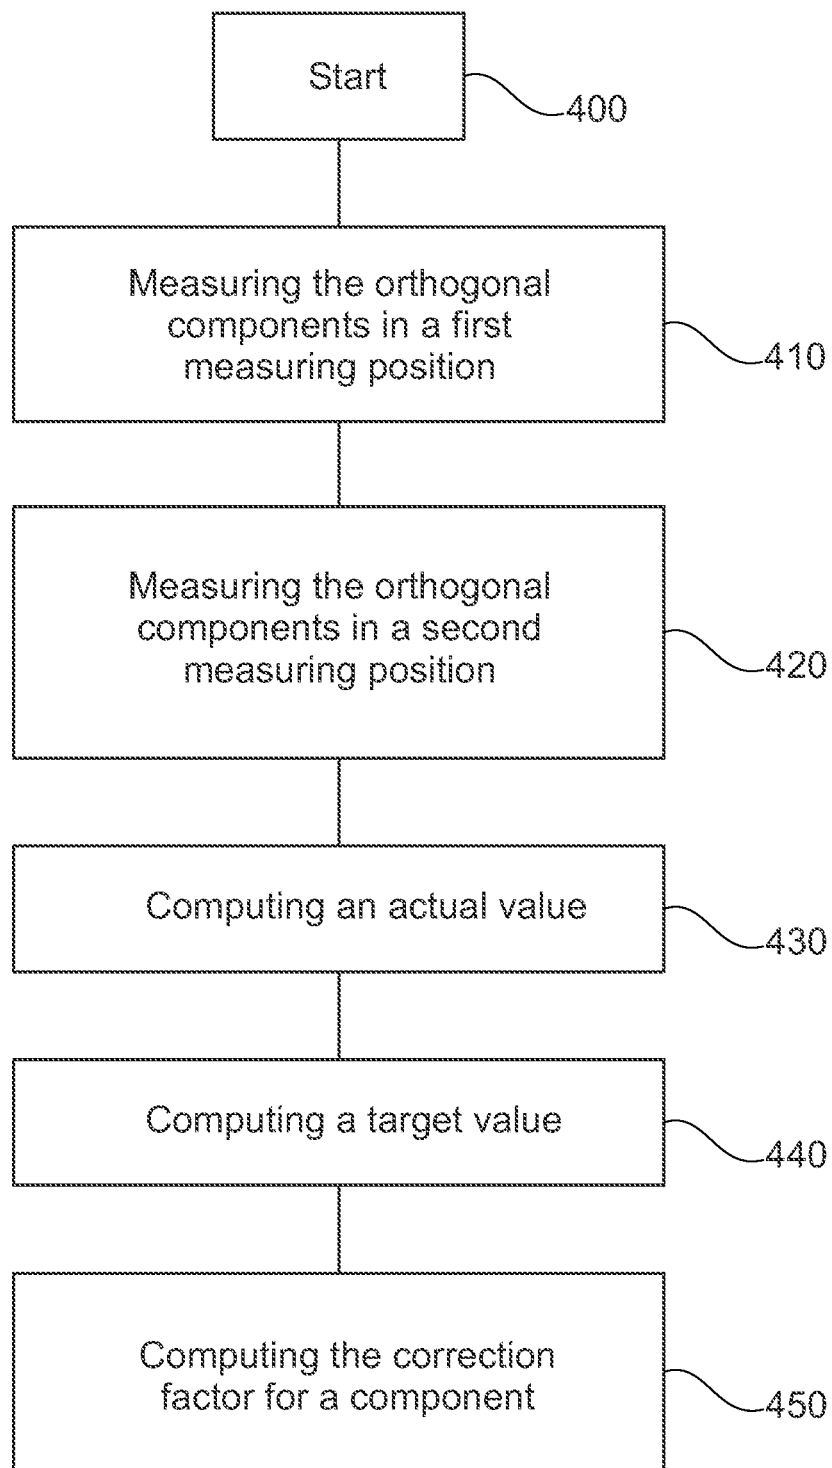 Start
400
Measuring the orthogonal
components in a first
measuring position
410
Measuring the orthogonal
components in a second
measuring position
420
Computing an actual value
430
Computing a target value
440
Computing the correction
factor for a component
450